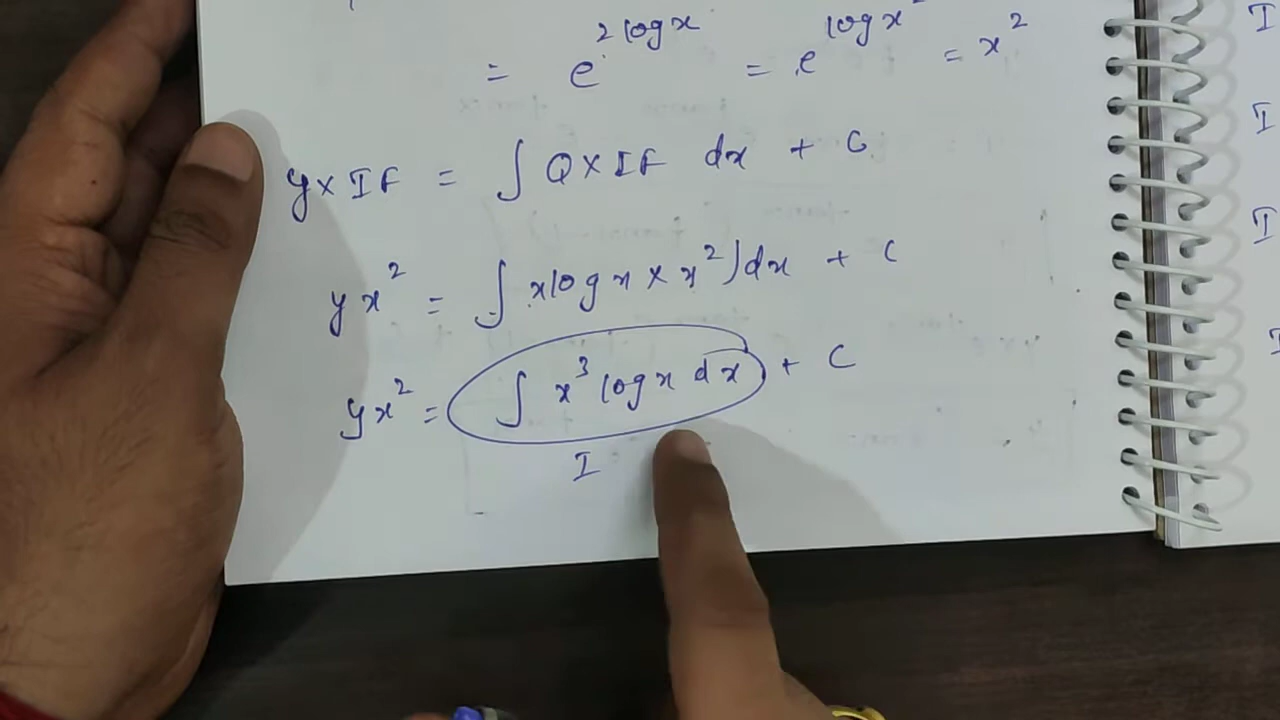 = e^{2 log x} = e^{log x^2} = x^2
y × IF = ∫ Q × IF dx + C
y x^2 = ∫ x log x × x^2) dx + C
y x^2 = ∫ x^3 log x dx + C
I
I
I
I
I